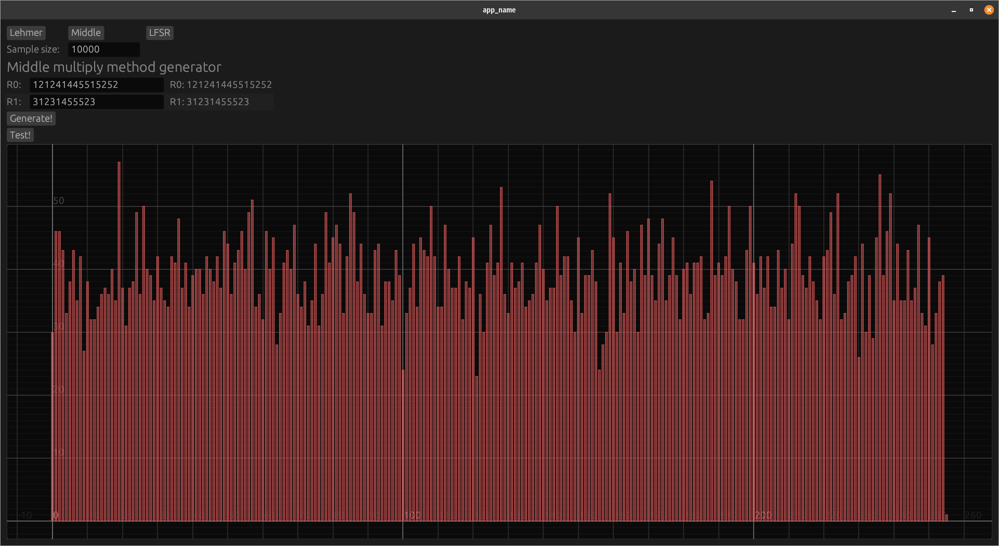 app_name
Lehmer Middle LFSR
Sample size: 10000
Middle multiply method generator
R0: 121241445515252 R0: 121241445515252
R1: 31231455523 R1: 31231455523
Generate!
Test!
50
40
30
20
10
-10 0 100 200 260